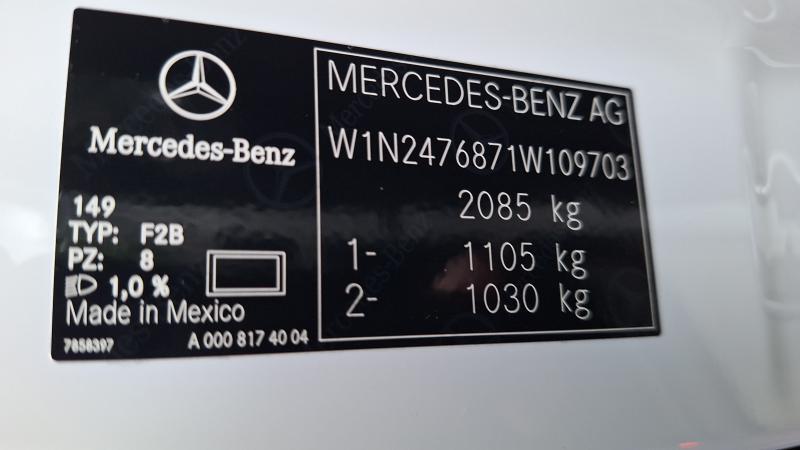 Mercedes-Benz
149
TYP: F2B
PZ: 8
1,0 %
Made in Mexico
7858397 A 000 817 40 04
MERCEDES-BENZ AG
W1N2476871W109703
2085 kg
1- 1105 kg
2- 1030 kg